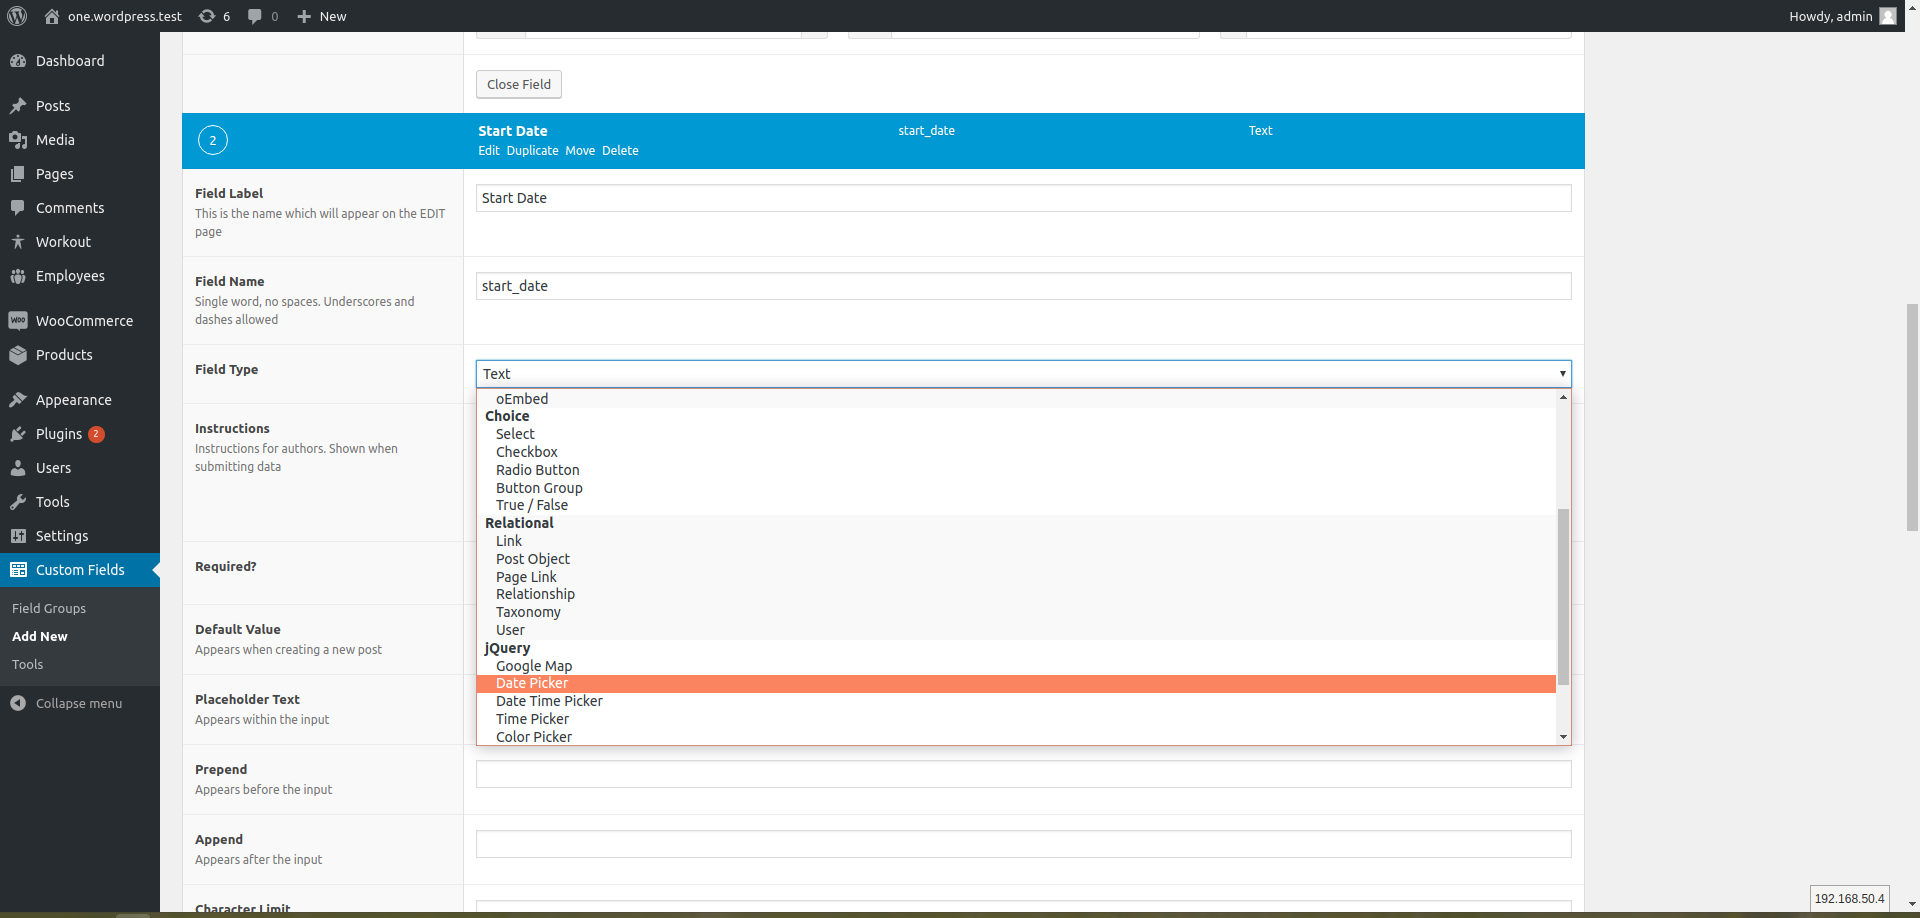 one.wordpress.test 6 0 New Howdy, admin
Dashboard
Posts
Media
Pages
Comments
Workout
Employees
WooCommerce
Products
Appearance
Plugins 2
Users
Tools
Settings
Custom Fields
Field Groups
Add New
Tools
Collapse menu
Close Field
2 Start Date start_date Text
Edit Duplicate Move Delete
Field Label
This is the name which will appear on the EDIT
page
Start Date
Field Name
Single word, no spaces. Underscores and
dashes allowed
start_date
Field Type
Text
oEmbed
Choice
Select
Checkbox
Radio Button
Button Group
True / False
Relational
Link
Post Object
Page Link
Relationship
Taxonomy
User
jQuery
Google Map
Date Picker
Date Time Picker
Time Picker
Color Picker
Instructions
Instructions for authors. Shown when
submitting data
Required?
Default Value
Appears when creating a new post
Placeholder Text
Appears within the input
Prepend
Appears before the input
Append
Appears after the input
Character Limit
192.168.50.4